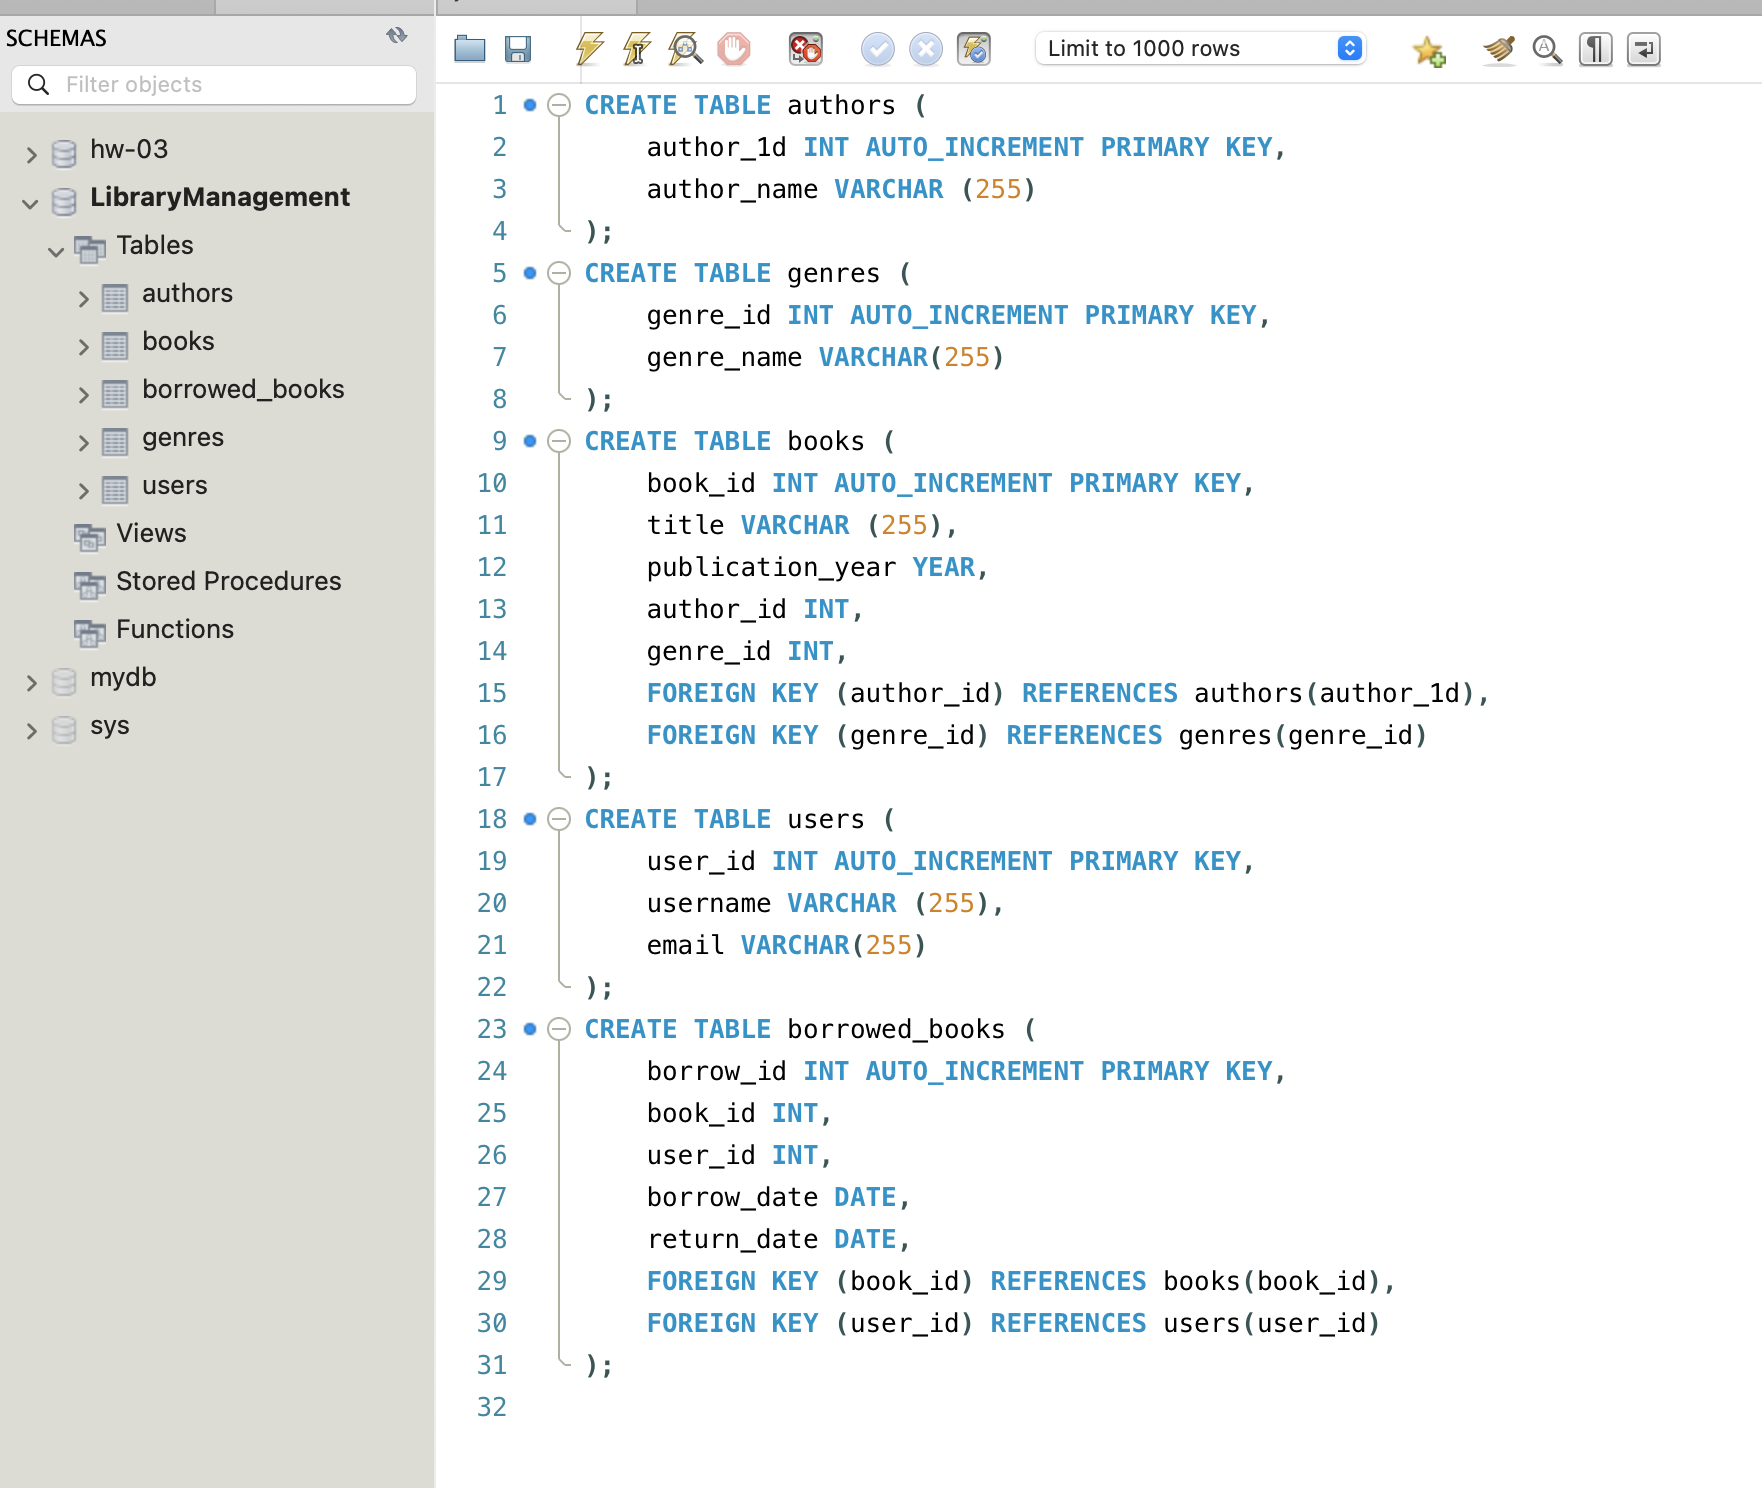 SCHEMAS
Filter objects
hw-03
LibraryManagement
Tables
authors
books
borrowed_books
genres
users
Views
Stored Procedures
Functions
mydb
sys
Limit to 1000 rows
1 CREATE TABLE authors (
2 author_1d INT AUTO_INCREMENT PRIMARY KEY,
3 author_name VARCHAR (255)
4 );
5 CREATE TABLE genres (
6 genre_id INT AUTO_INCREMENT PRIMARY KEY,
7 genre_name VARCHAR(255)
8 );
9 CREATE TABLE books (
10 book_id INT AUTO_INCREMENT PRIMARY KEY,
11 title VARCHAR (255),
12 publication_year YEAR,
13 author_id INT,
14 genre_id INT,
15 FOREIGN KEY (author_id) REFERENCES authors(author_1d),
16 FOREIGN KEY (genre_id) REFERENCES genres(genre_id)
17 );
18 CREATE TABLE users (
19 user_id INT AUTO_INCREMENT PRIMARY KEY,
20 username VARCHAR (255),
21 email VARCHAR(255)
22 );
23 CREATE TABLE borrowed_books (
24 borrow_id INT AUTO_INCREMENT PRIMARY KEY,
25 book_id INT,
26 user_id INT,
27 borrow_date DATE,
28 return_date DATE,
29 FOREIGN KEY (book_id) REFERENCES books(book_id),
30 FOREIGN KEY (user_id) REFERENCES users(user_id)
31 );
32